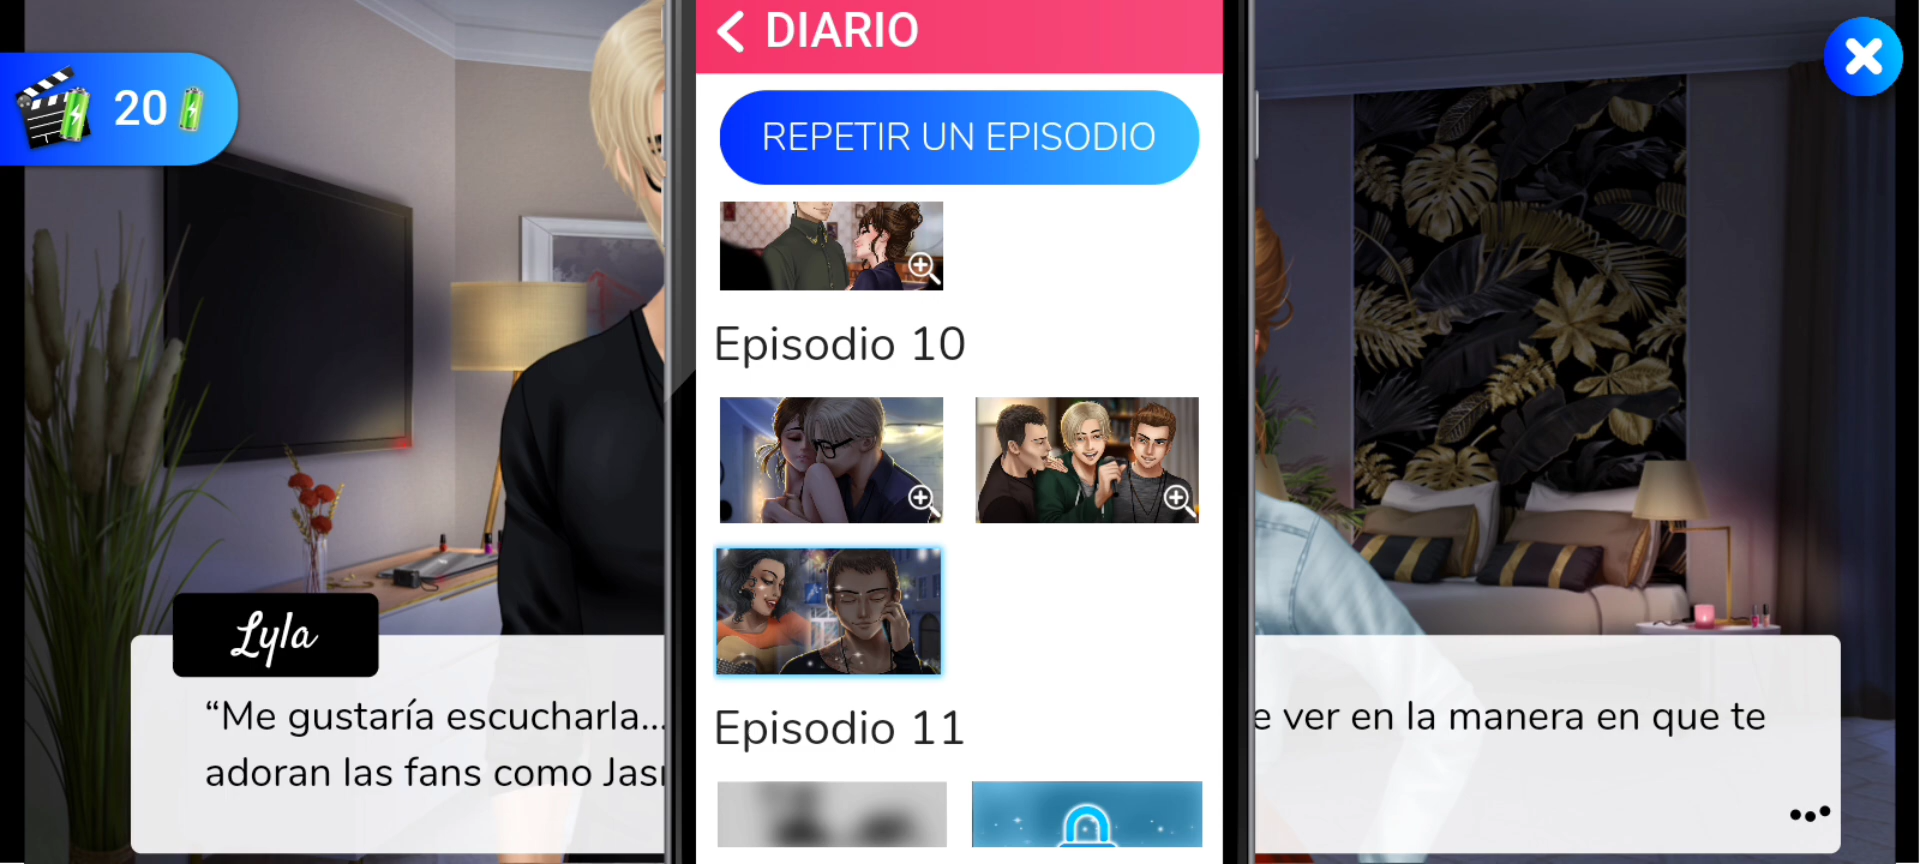 DIARIO
20
REPETIR UN EPISODIO
Episodio 10
Episodio 11
Lyla
“Me gustaría escucharla... ver en la manera en que te
adoran las fans como